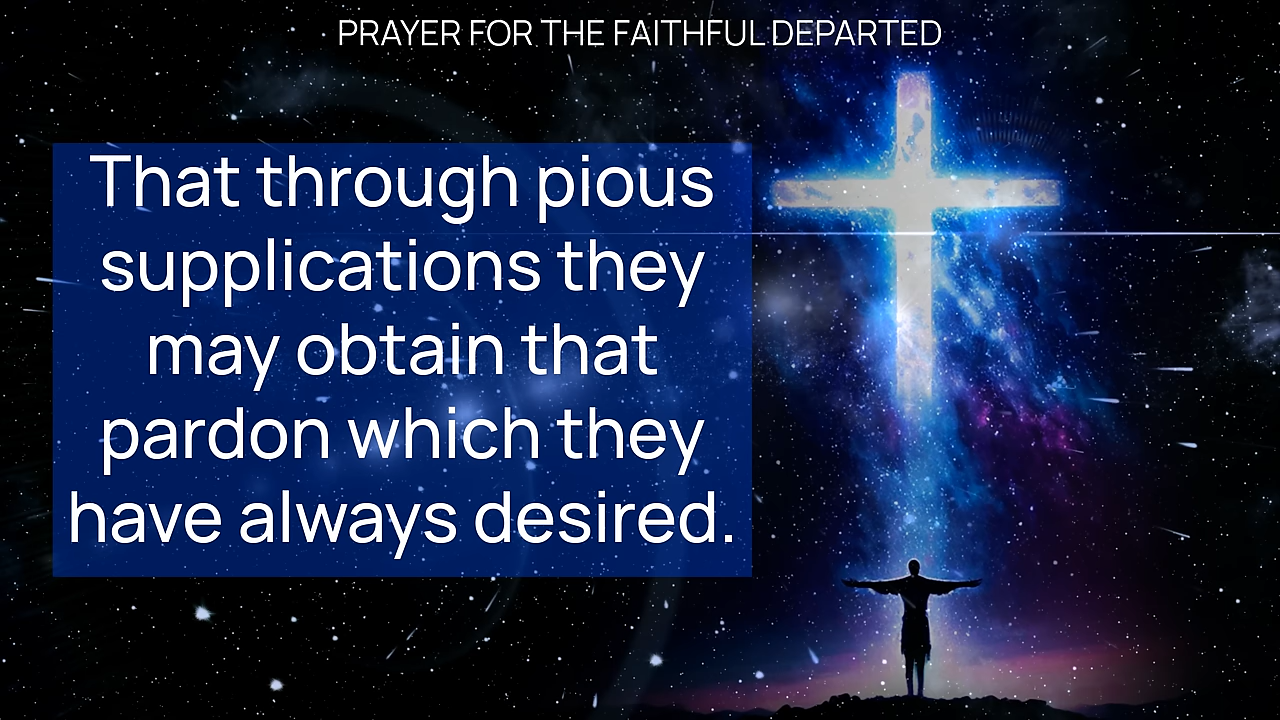 PRAYER FOR THE FAITHFUL DEPARTED
That through pious
supplications they
may obtain that
pardon which they
have always desired.